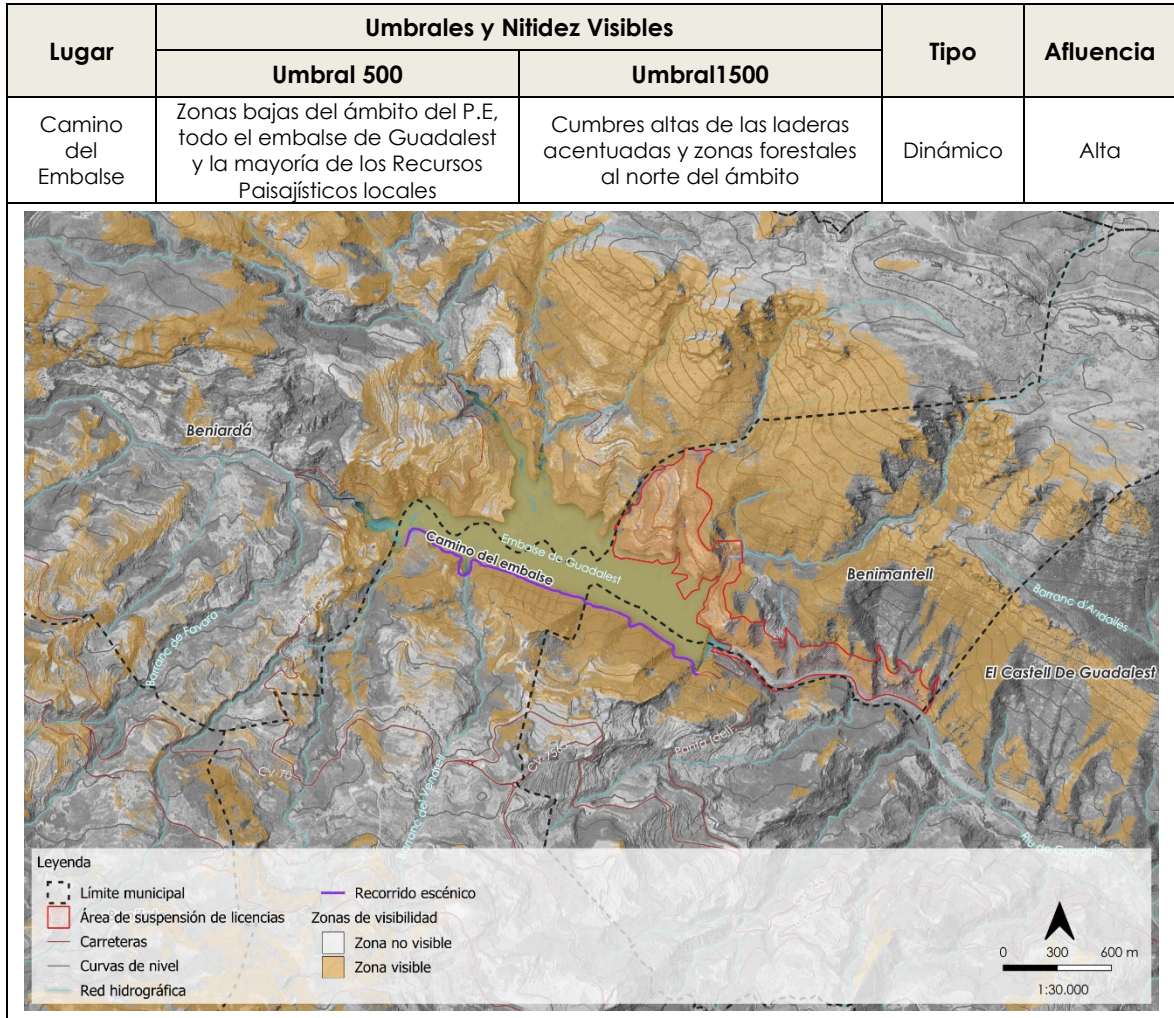 Lugar
Umbrales y Nitidez Visibles
Tipo
Afluencia
Umbral 500
Umbral1500
Camino
del
Embalse
Zonas bajas del ámbito del P.E,
todo el embalse de Guadalest
y la mayoría de los Recursos
Paisajísticos locales
Cumbres altas de las laderas
acentuadas y zonas forestales
al norte del ámbito
Dinámico
Alta
Beniardá
Camino del embalse
Embalse de Guadalest
Benimantell
Barranc d'Andailes
El Castell De Guadalest
Barranc de Favara
CV-70
Leyenda
Límite municipal
Área de suspensión de licencias
Carreteras
Curvas de nivel
Red hidrográfica
Recorrido escénico
Zonas de visibilidad
Zona no visible
Zona visible
0 300 600 m
1:30.000